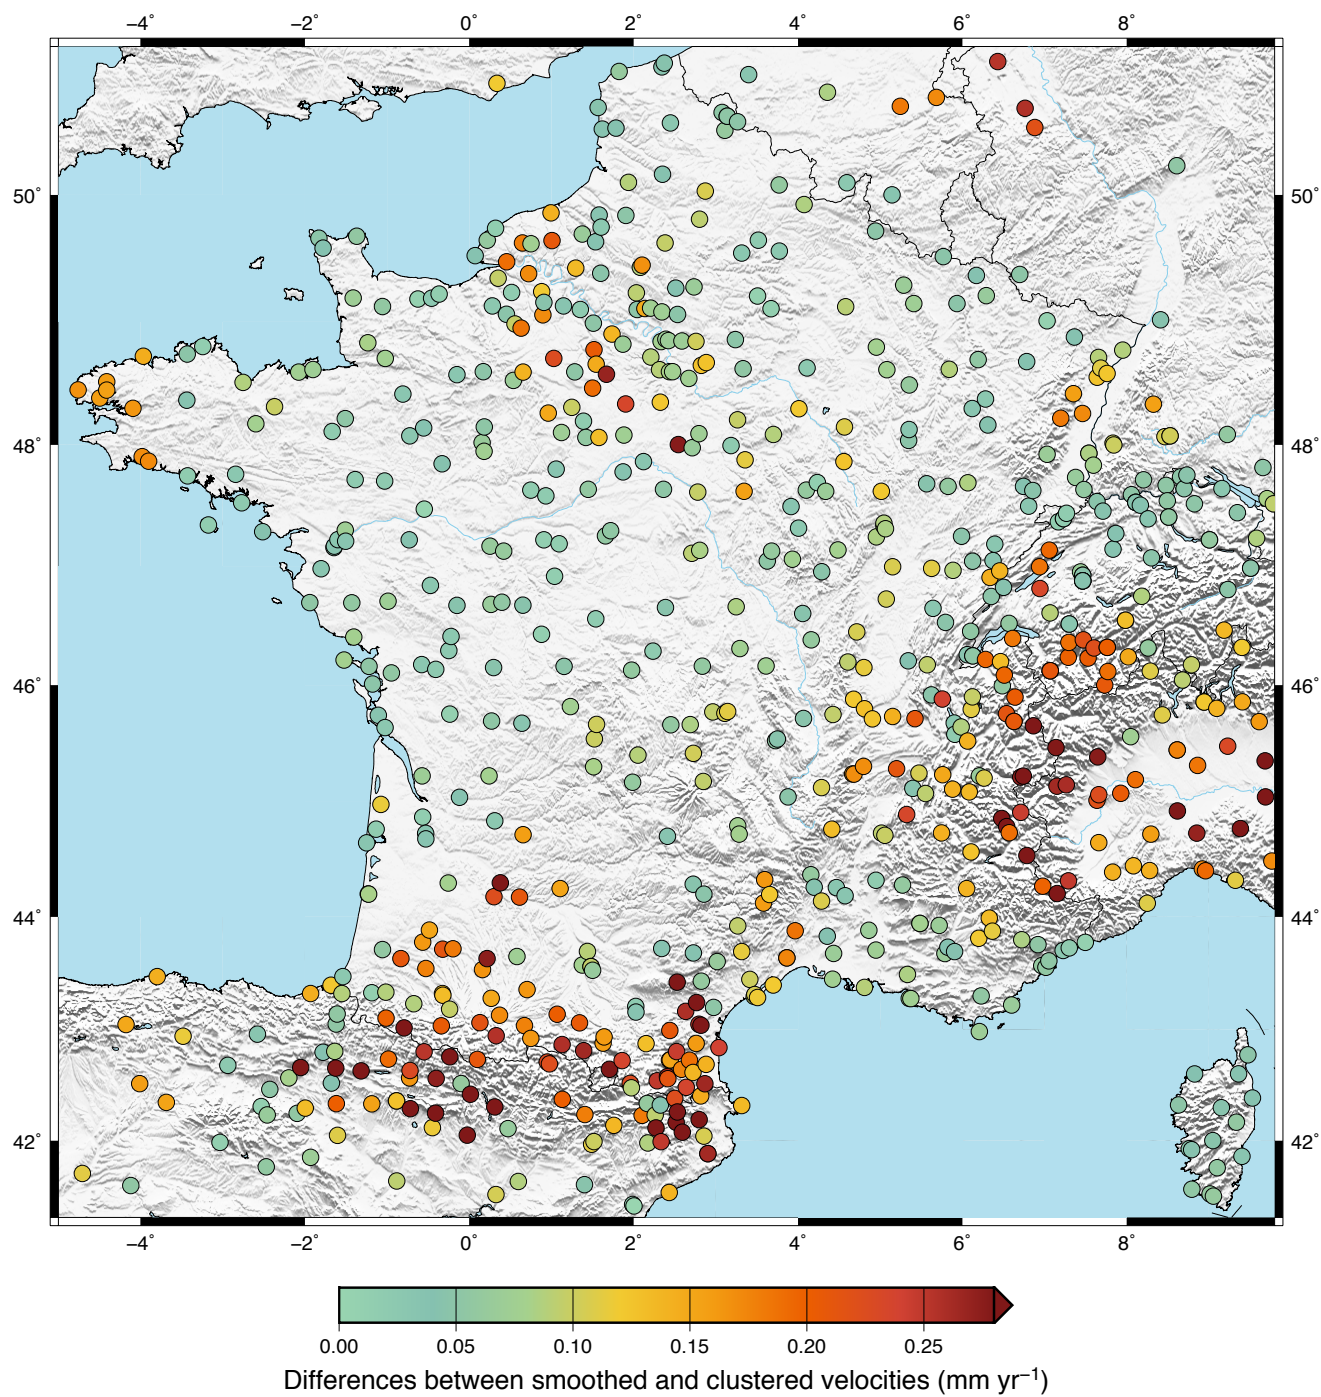 −4° −2° 0° 2° 4° 6° 8°
50° 50°
48° 48°
46° 46°
44° 44°
42° 42°
−4° −2° 0° 2° 4° 6° 8°
0.00 0.05 0.10 0.15 0.20 0.25
Differences between smoothed and clustered velocities (mm yr⁻¹)